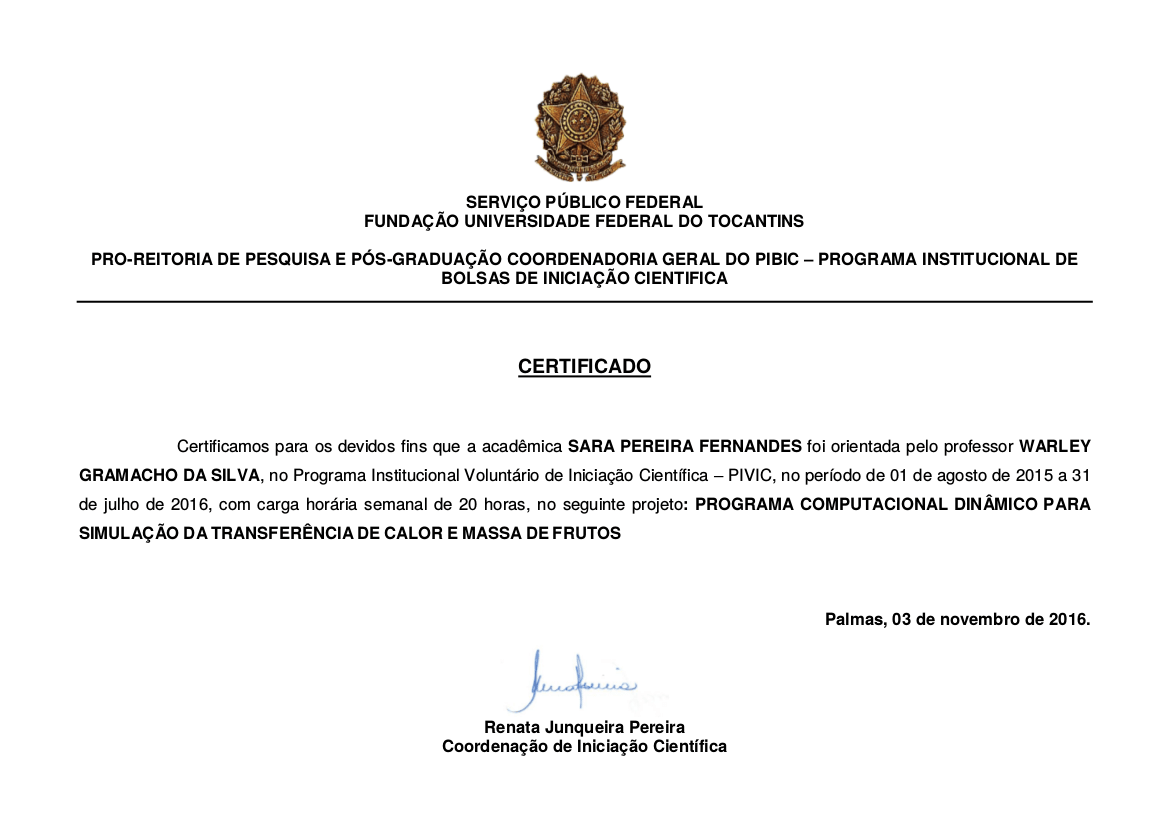 SERVIÇO PÚBLICO FEDERAL
FUNDAÇÃO UNIVERSIDADE FEDERAL DO TOCANTINS
PRO-REITORIA DE PESQUISA E PÓS-GRADUAÇÃO COORDENADORIA GERAL DO PIBIC – PROGRAMA INSTITUCIONAL DE
BOLSAS DE INICIAÇÃO CIENTIFICA
CERTIFICADO
Certificamos para os devidos fins que a acadêmica SARA PEREIRA FERNANDES foi orientada pelo professor WARLEY
GRAMACHO DA SILVA, no Programa Institucional Voluntário de Iniciação Científica – PIVIC, no período de 01 de agosto de 2015 a 31
de julho de 2016, com carga horária semanal de 20 horas, no seguinte projeto: PROGRAMA COMPUTACIONAL DINÂMICO PARA
SIMULAÇÃO DA TRANSFERÊNCIA DE CALOR E MASSA DE FRUTOS
Palmas, 03 de novembro de 2016.
Renata Junqueira Pereira
Coordenação de Iniciação Científica